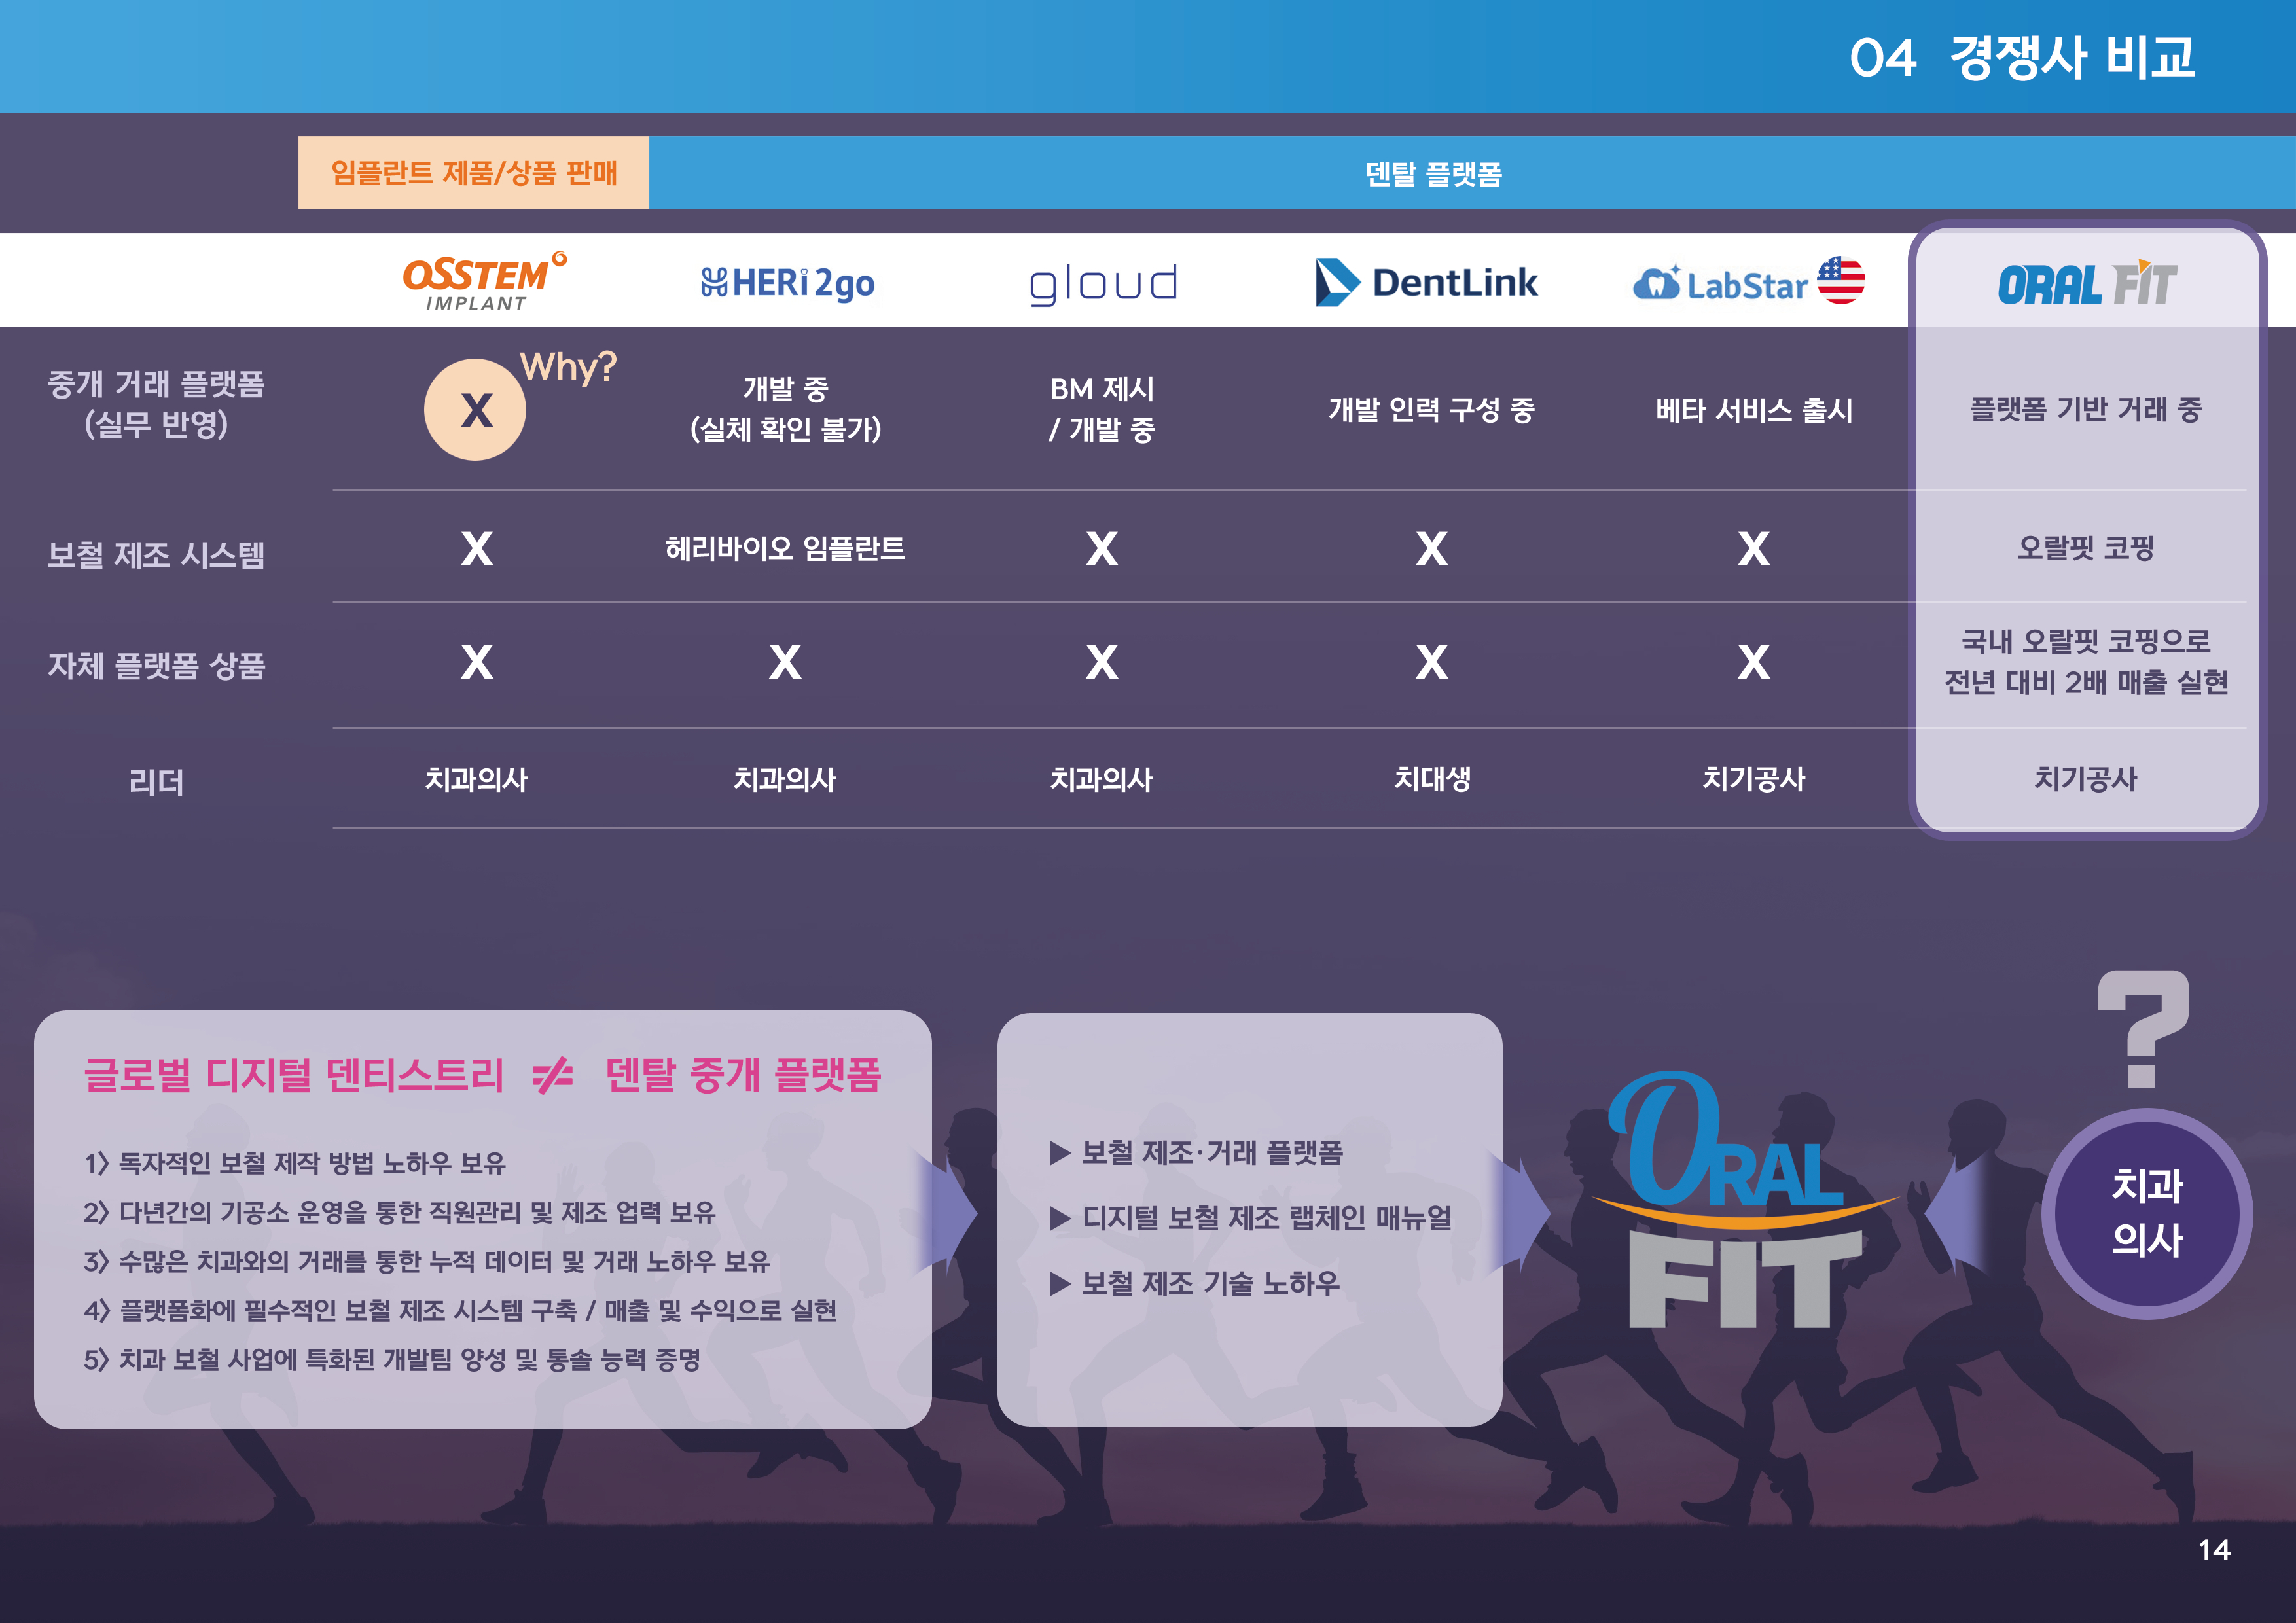 04 경쟁사 비교
임플란트 제품/상품 판매
덴탈 플랫폼
OSSTEM
IMPLANT
HERi 2go
gloud
DentLink
LabStar
ORAL FIT
중개 거래 플랫폼
(실무 반영)
X
Why?
개발 중
(실체 확인 불가)
BM 제시
/ 개발 중
개발 인력 구성 중
베타 서비스 출시
플랫폼 기반 거래 중
보철 제조 시스템
X
헤리바이오 임플란트
X
X
X
오랄핏 코핑
자체 플랫폼 상품
X
X
X
X
X
국내 오랄핏 코핑으로
전년 대비 2배 매출 실현
리더
치과의사
치과의사
치과의사
치대생
치기공사
치기공사
글로벌 디지털 덴티스트리 ≠ 덴탈 중개 플랫폼
1> 독자적인 보철 제작 방법 노하우 보유
2> 다년간의 기공소 운영을 통한 직원관리 및 제조 업력 보유
3> 수많은 치과와의 거래를 통한 누적 데이터 및 거래 노하우 보유
4> 플랫폼화에 필수적인 보철 제조 시스템 구축 / 매출 및 수익으로 실현
5> 치과 보철 사업에 특화된 개발팀 양성 및 통솔 능력 증명
▶ 보철 제조·거래 플랫폼
▶ 디지털 보철 제조 랩체인 매뉴얼
▶ 보철 제조 기술 노하우
ORAL
FIT
?
치과
의사
14